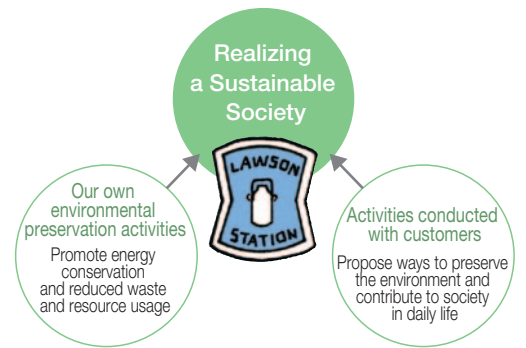 Realizing
a Sustainable
Society
LAWSON
STATION
Our own
environmental
preservation activities
Promote energy
conservation
and reduced waste
and resource usage
Activities conducted
with customers
Propose ways to preserve
the environment and
contribute to society
in daily life